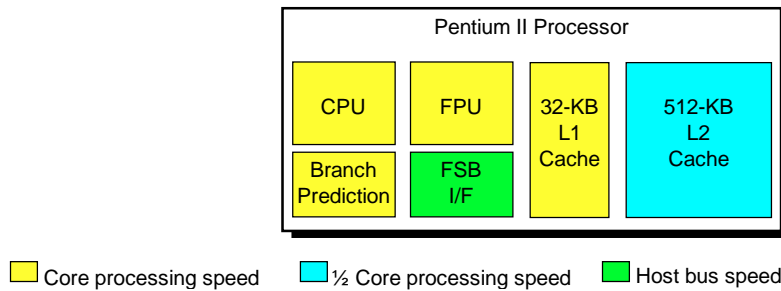 Pentium II Processor
CPU
FPU
32-KB
L1
Cache
512-KB
L2
Cache
Branch
Prediction
FSB
I/F
Core processing speed
½ Core processing speed
Host bus speed